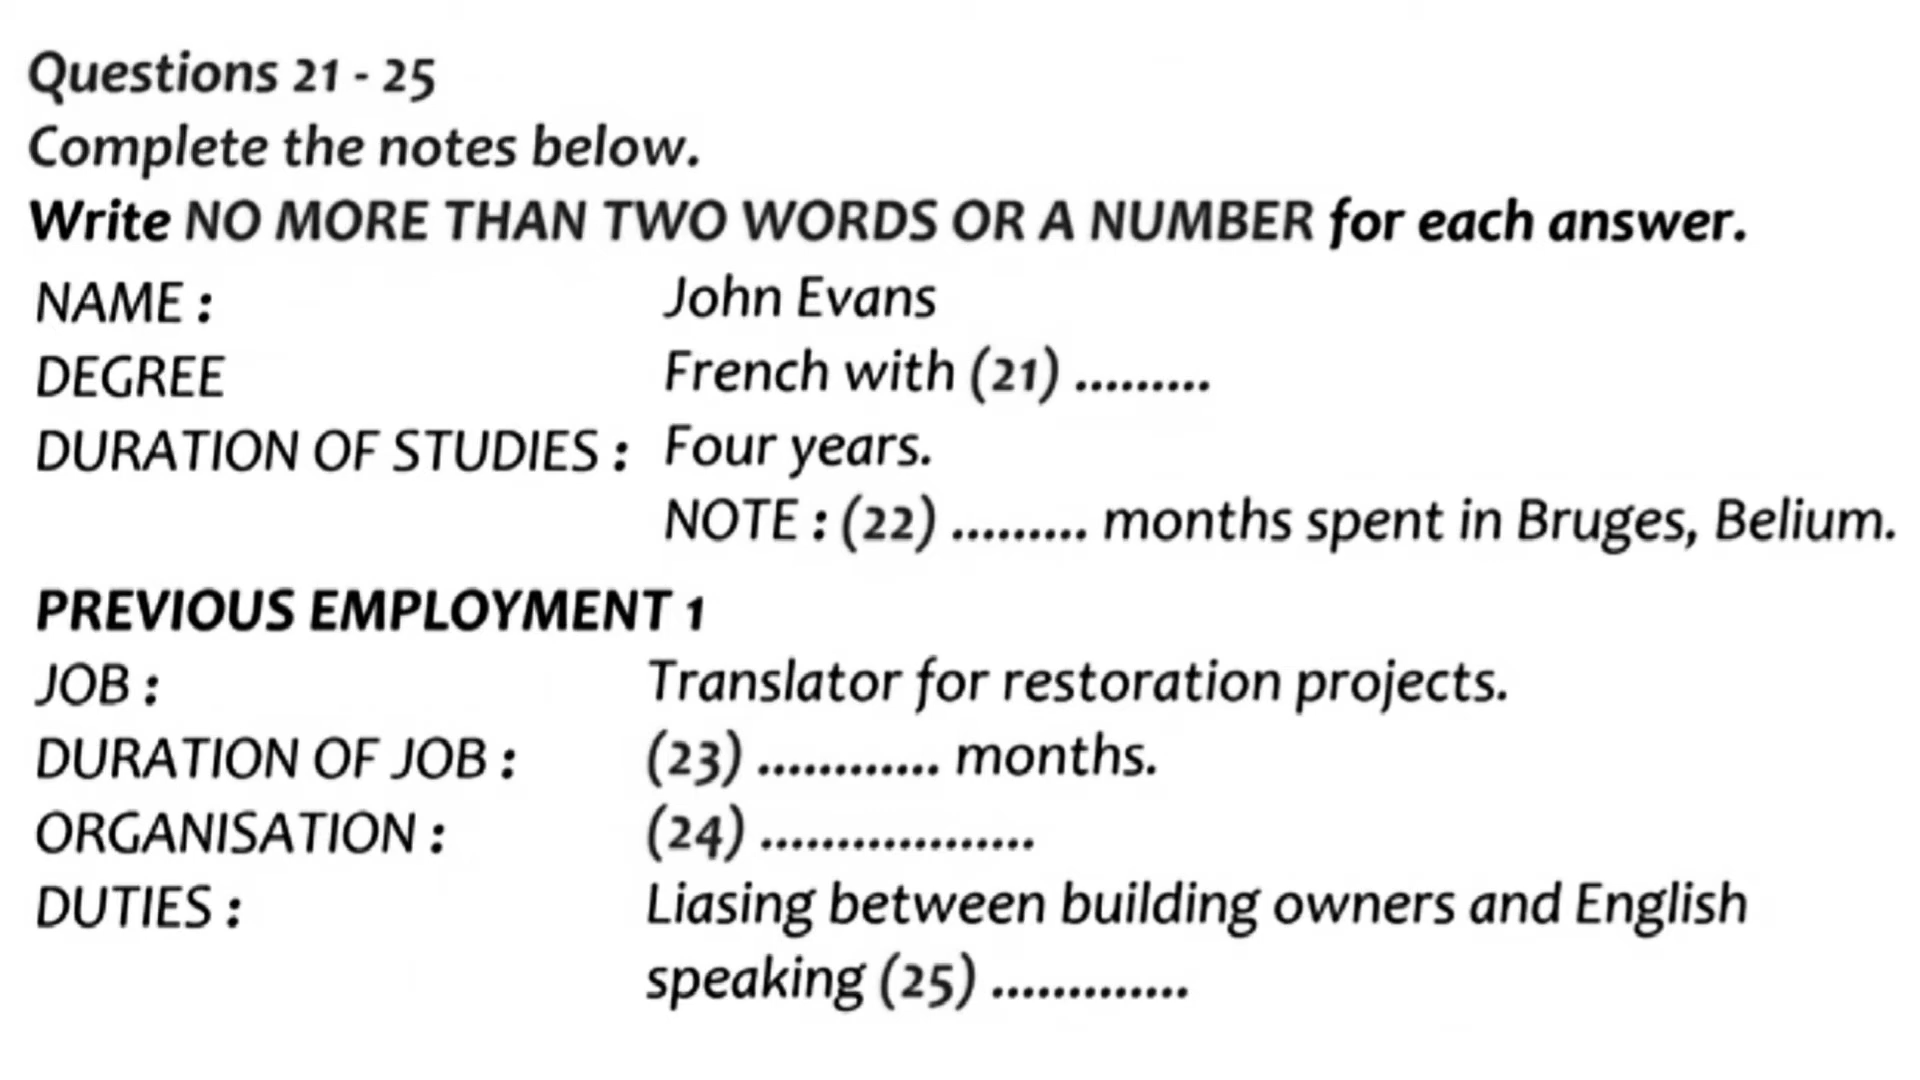 Questions 21 - 25
Complete the notes below.
Write NO MORE THAN TWO WORDS OR A NUMBER for each answer.
NAME : John Evans
DEGREE French with (21) .........
DURATION OF STUDIES : Four years.
NOTE : (22) ......... months spent in Bruges, Belium.
PREVIOUS EMPLOYMENT 1
JOB : Translator for restoration projects.
DURATION OF JOB : (23) ............ months.
ORGANISATION : (24) ..................
DUTIES : Liasing between building owners and English
speaking (25) .............